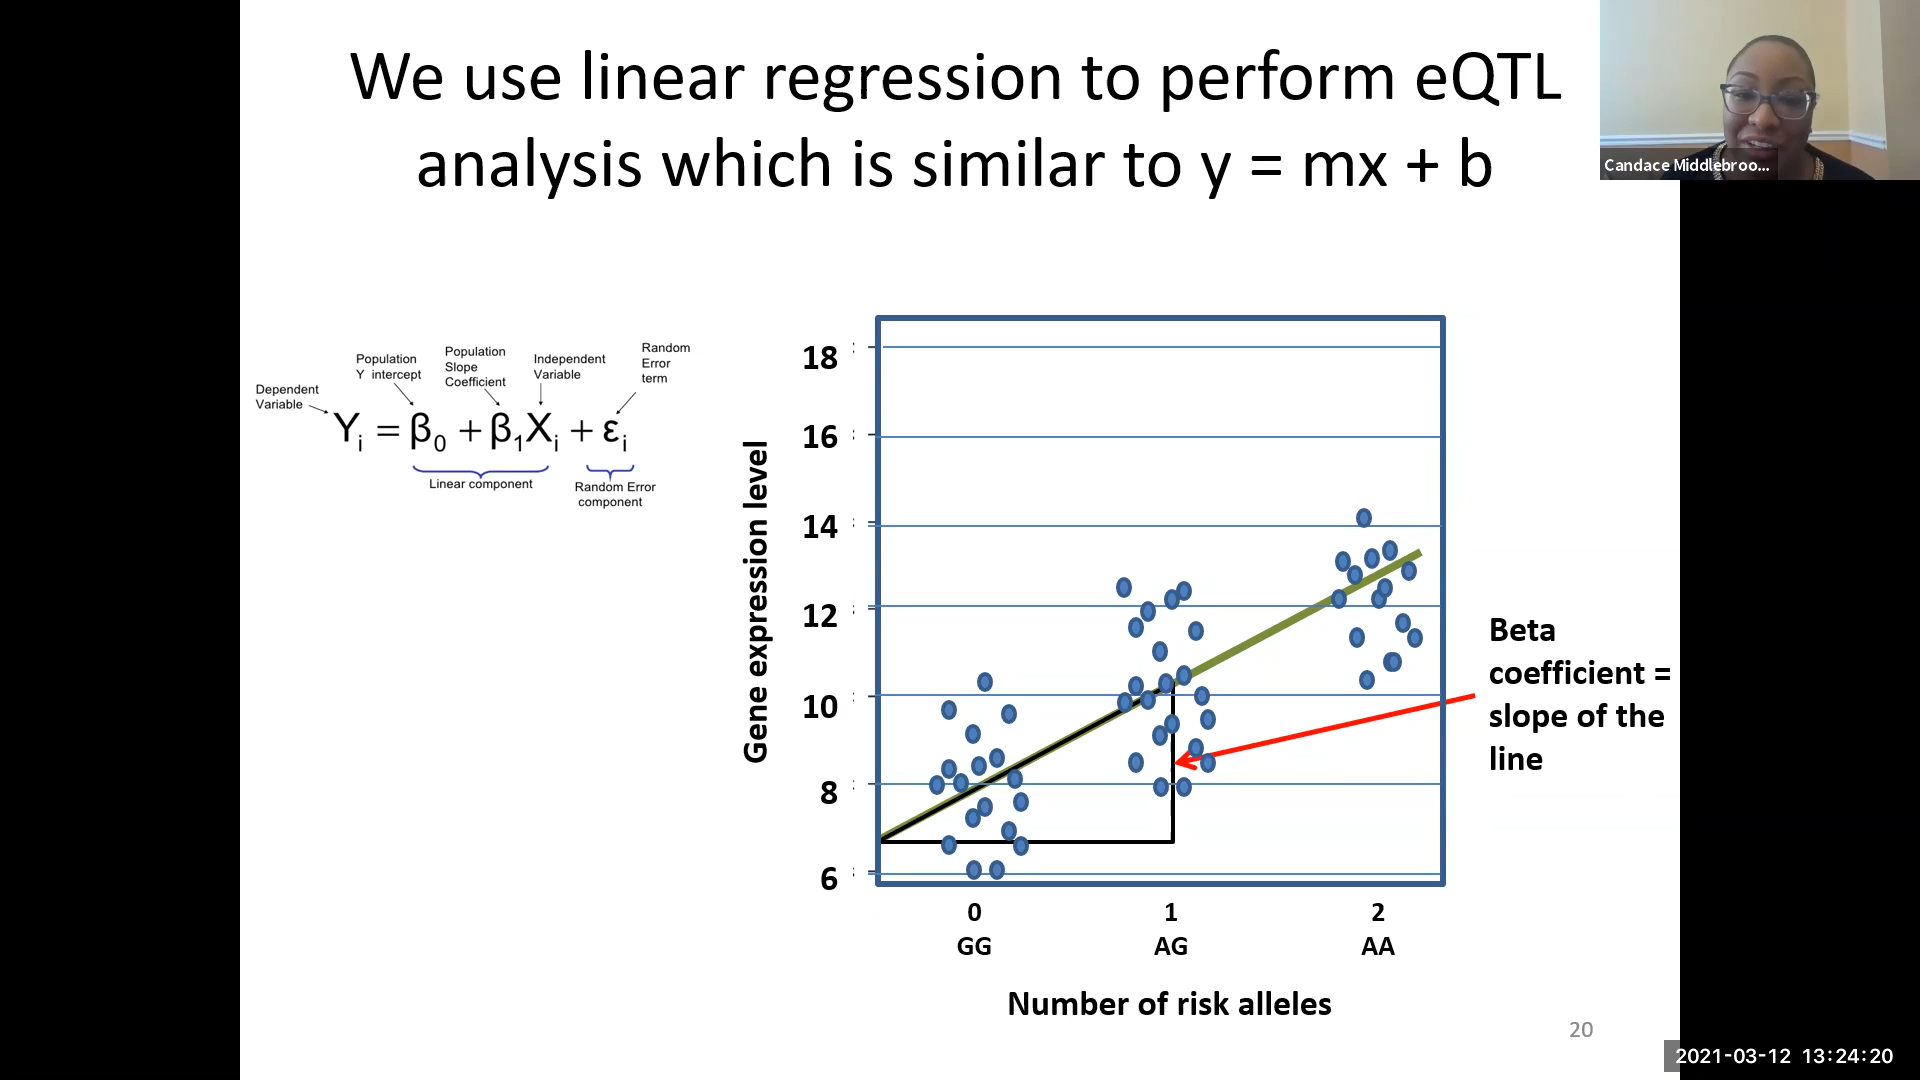 We use linear regression to perform eQTL
analysis which is similar to y = mx + b
Candace Middlebroo...
Dependent
Variable
Population
Y intercept
Population
Slope
Coefficient
Independent
Variable
Random
Error
term
Yi = β0 + β1Xi + εi
Linear component
Random Error
component
Gene expression level
18
16
14
12
10
8
6
0
1
2
GG
AG
AA
Number of risk alleles
Beta
coefficient =
slope of the
line
20
2021-03-12 13:24:20